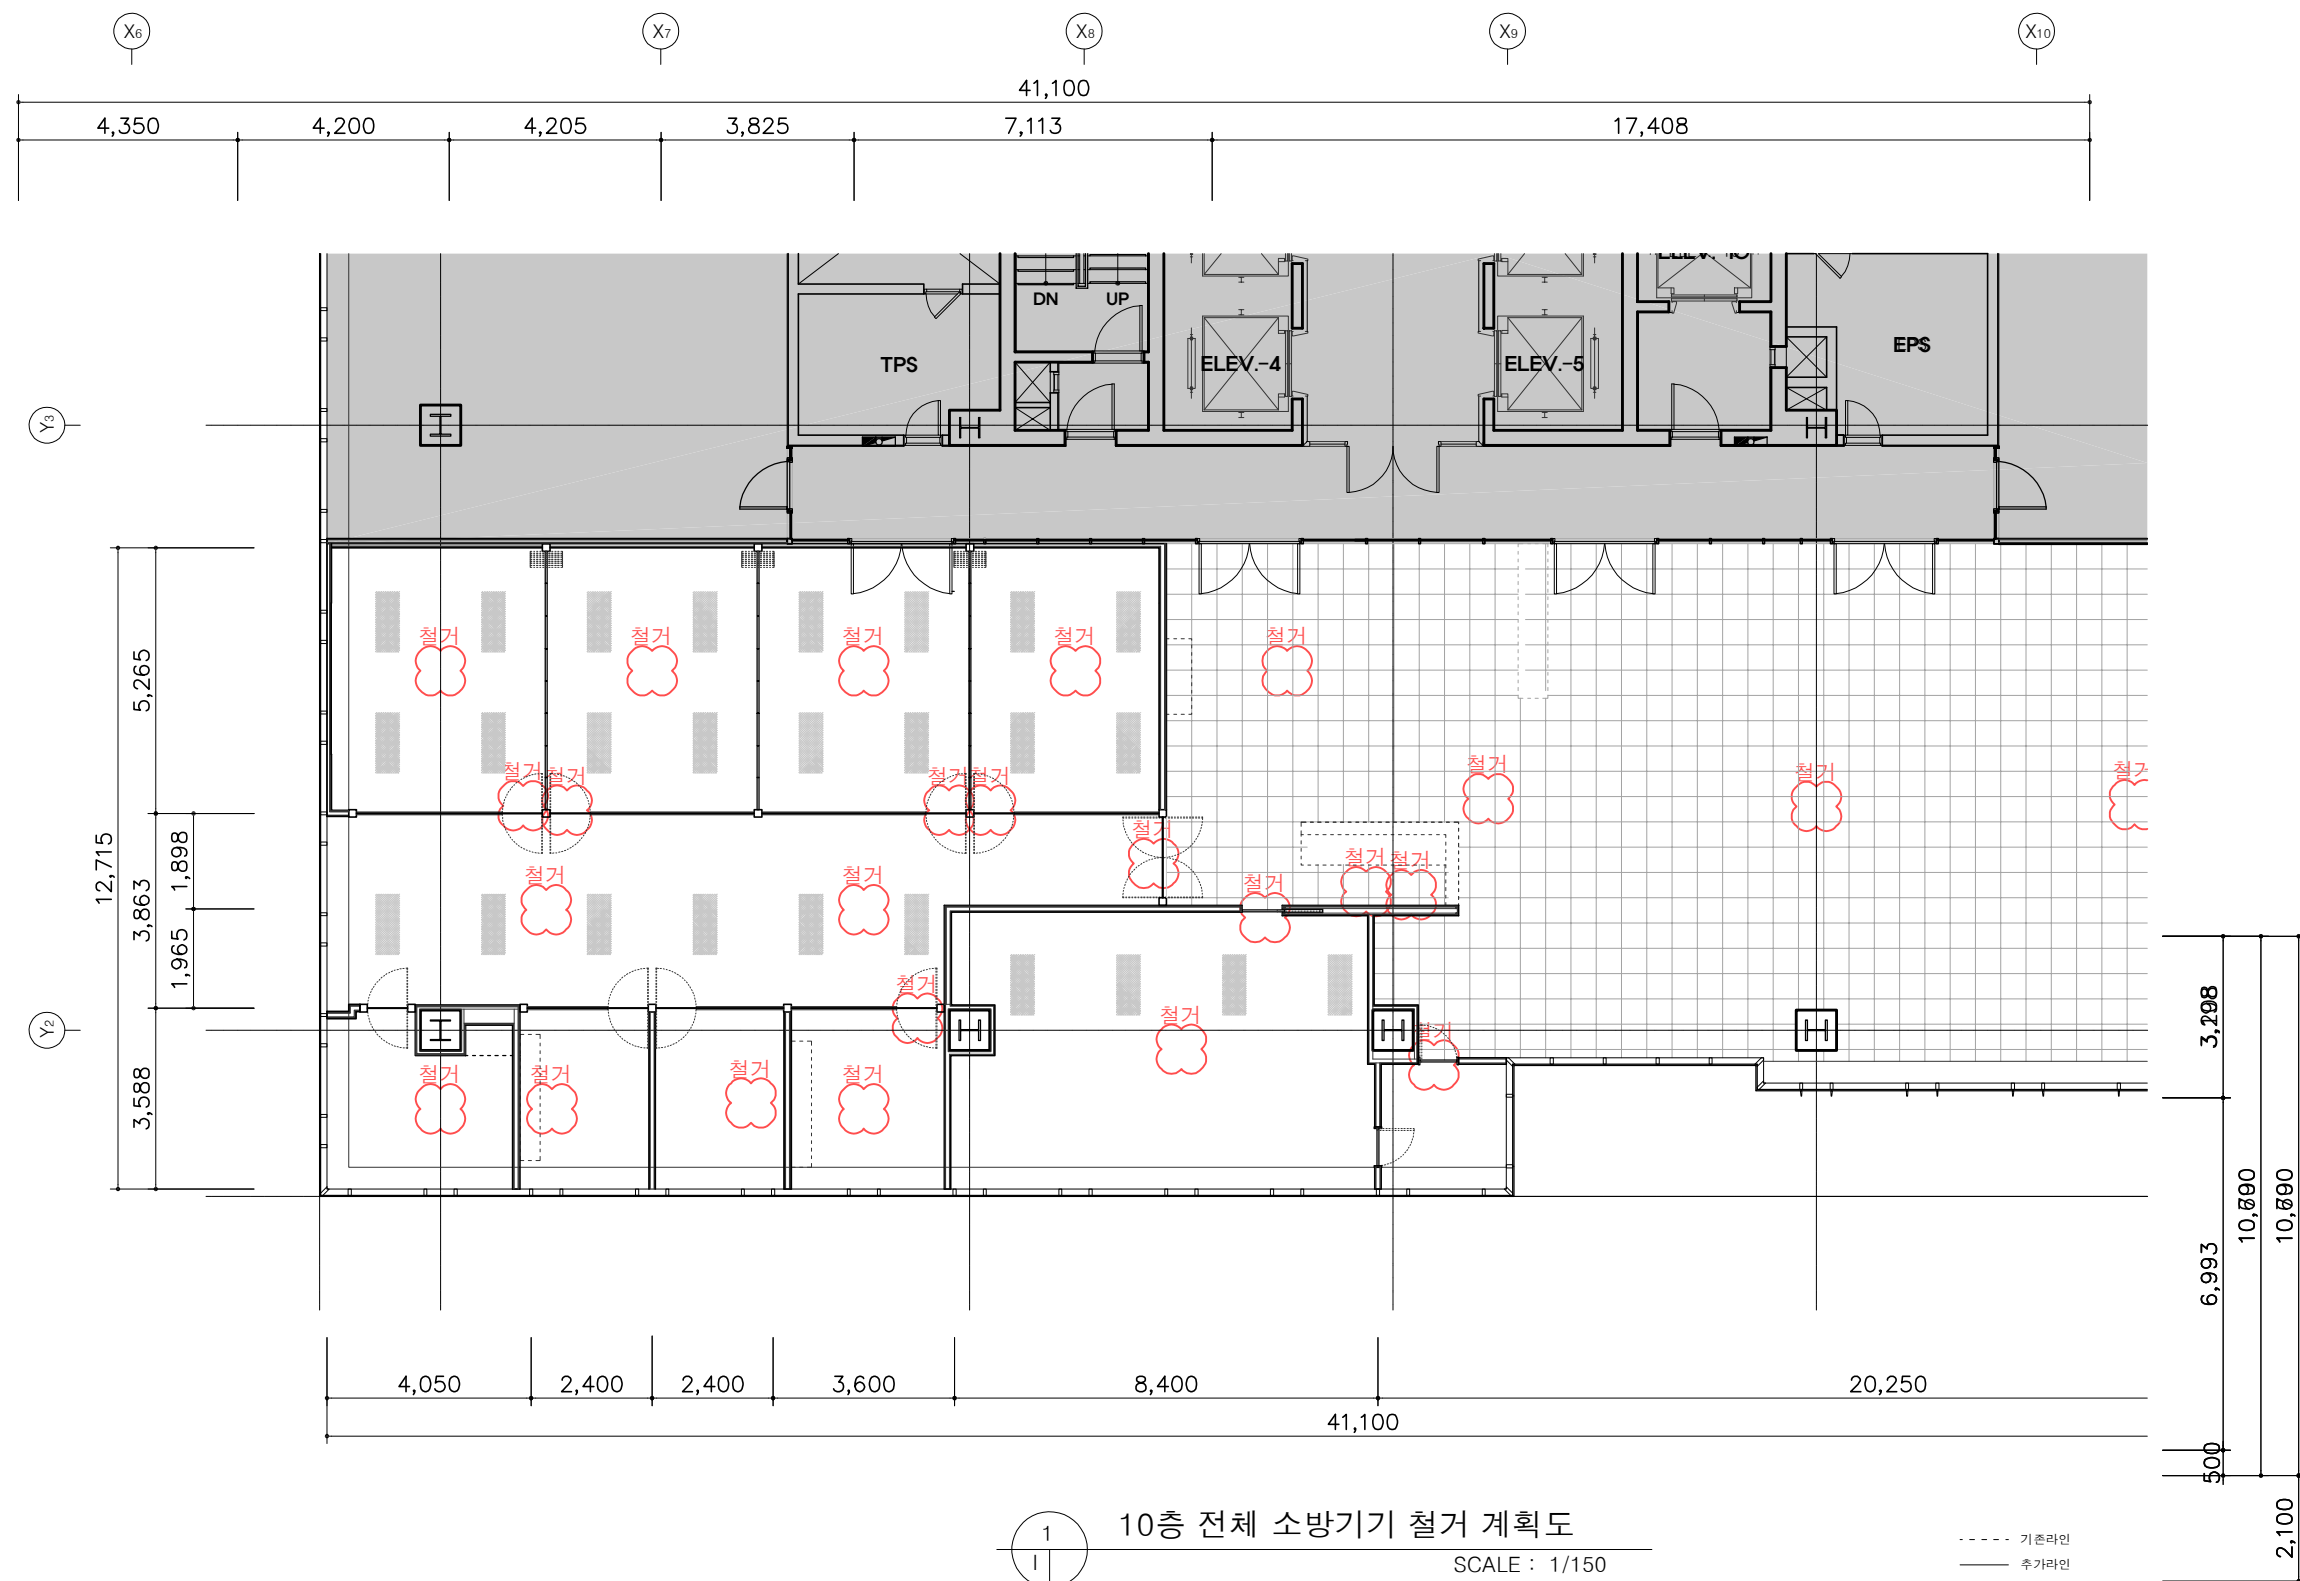 X6
X7
X8
X9
X10
41,100
4,350
4,200
4,205
3,825
7,113
17,408
DN
UP
TPS
ELEV.-4
ELEV.-5
EPS
Y3
철거
철거
철거
철거
철거
5,265
철거
철거
철거
철거
철거
철거
철거
철거
철거
철거
철거
철거
철거
12,715
3,863
1,898
1,965
철거
철거
철거
Y2
3,588
철거
철거
철거
철거
6,993
500
2,100
4,050
2,400
2,400
3,600
8,400
20,250
41,100
1
I
10층 전체 소방기기 철거 계획도
SCALE : 1/150
기존라인
추가라인